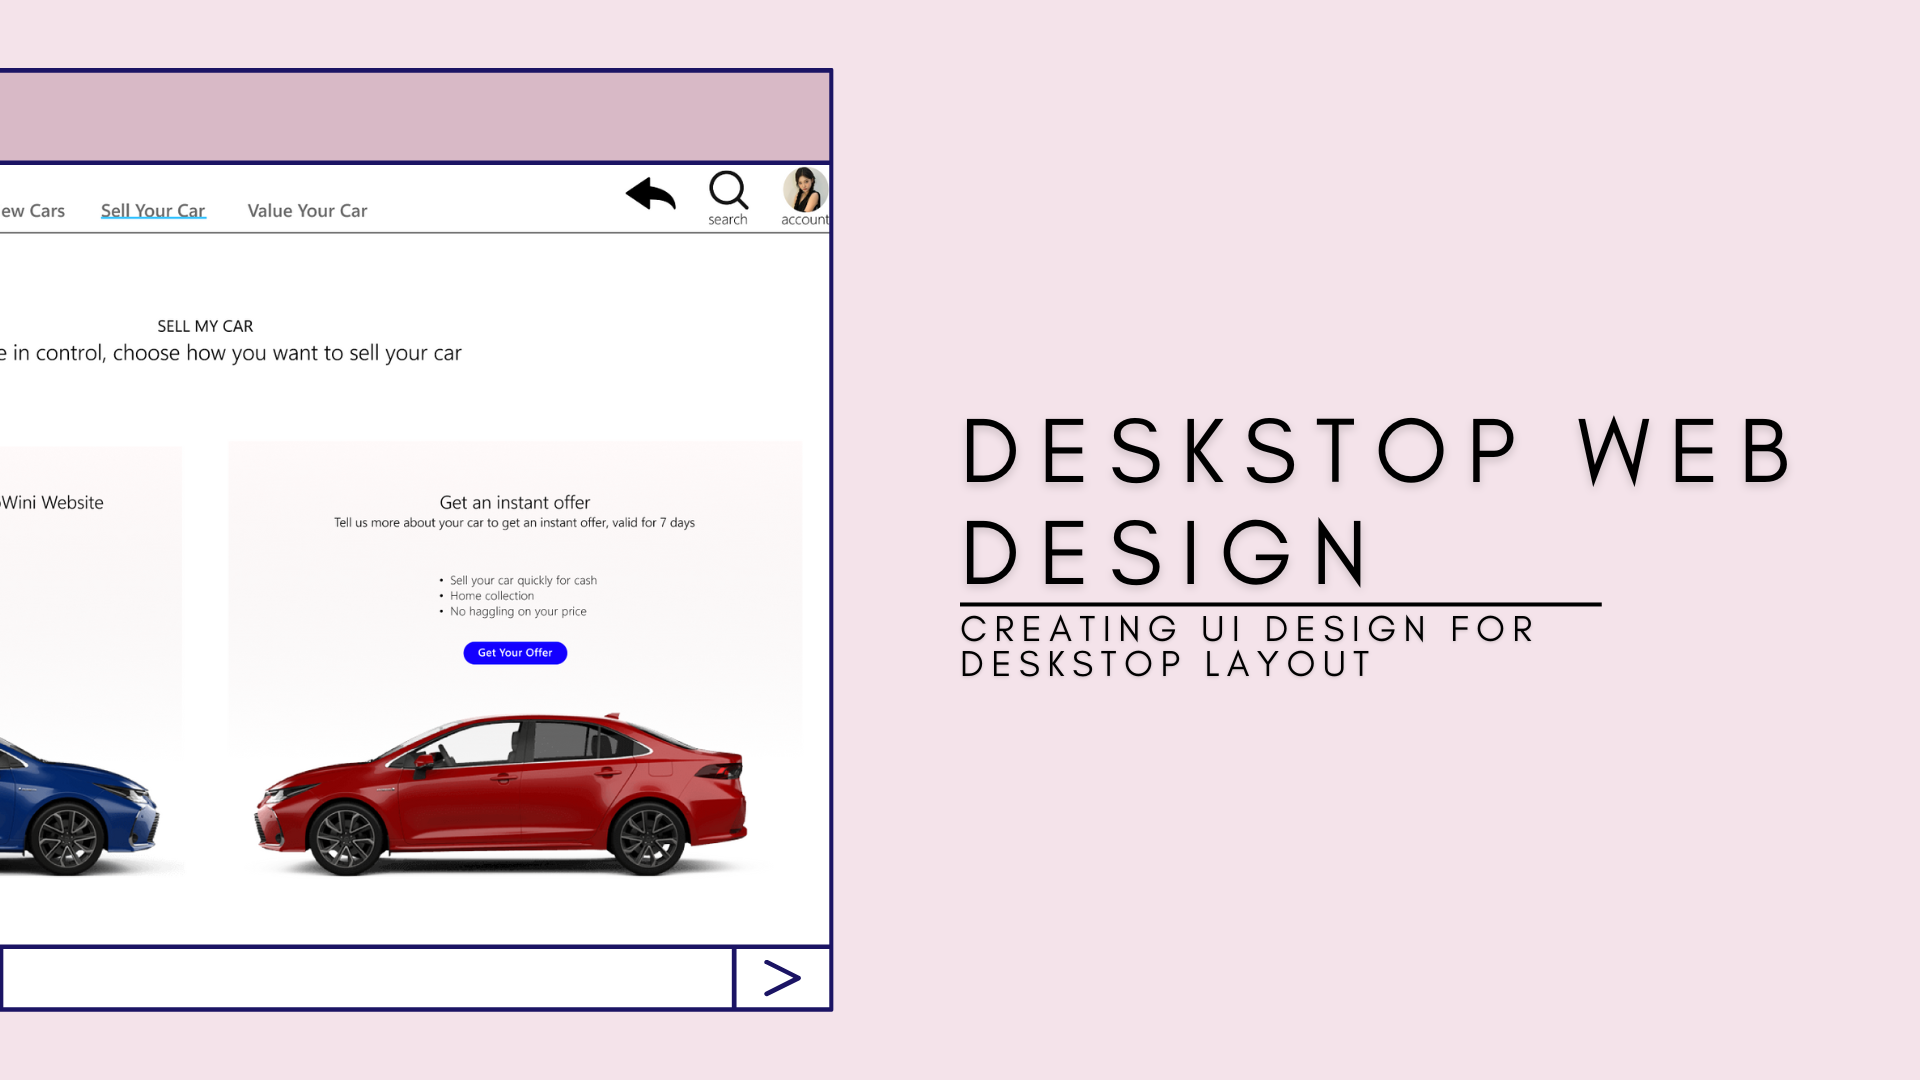 ew Cars Sell Your Car Value Your Car
search account
SELL MY CAR
e in control, choose how you want to sell your car
Wini Website
Get an instant offer
Tell us more about your car to get an instant offer, valid for 7 days
• Sell your car quickly for cash
• Home collection
• No haggling on your price
Get Your Offer
>
DESKSTOP WEB
DESIGN
CREATING UI DESIGN FOR
DESKSTOP LAYOUT